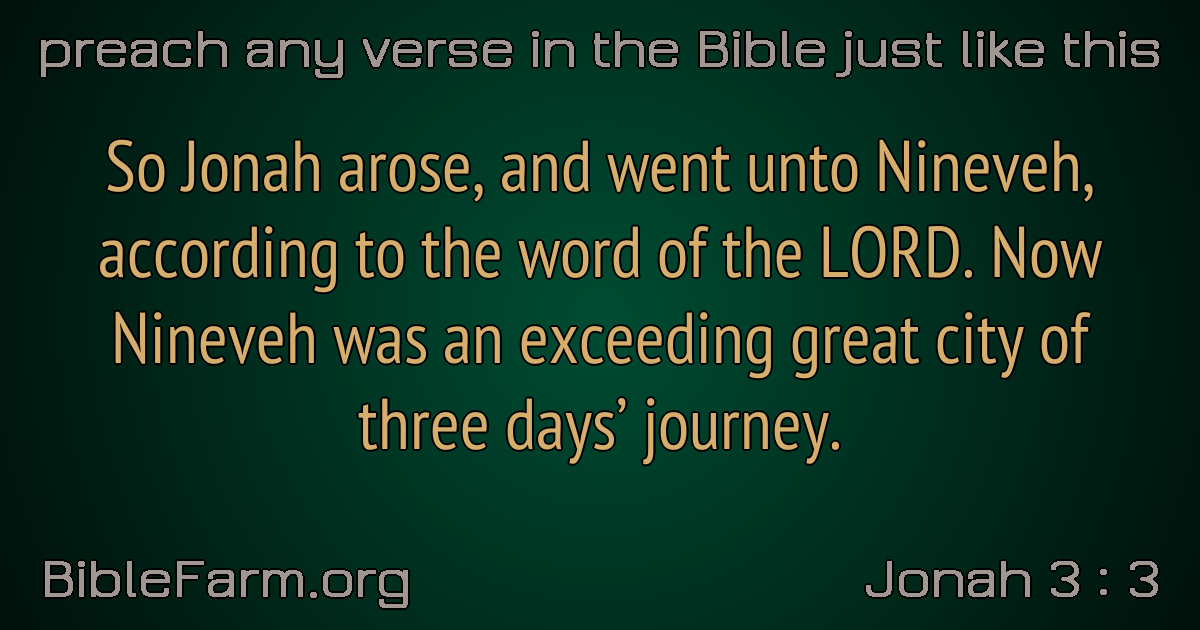 preach any verse in the Bible just like this
So Jonah arose, and went unto Nineveh,
according to the word of the LORD. Now
Nineveh was an exceeding great city of
three days’ journey.
BibleFarm.org
Jonah 3 : 3